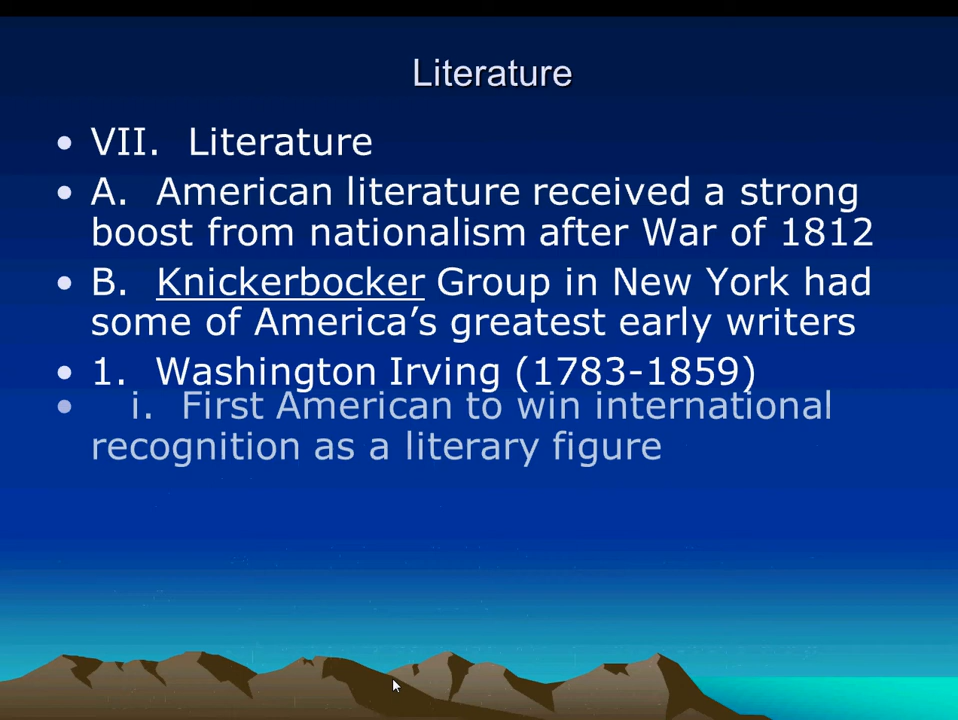 Literature
• VII.  Literature
• A.  American literature received a strong
boost from nationalism after War of 1812
• B.  Knickerbocker Group in New York had
some of America’s greatest early writers
• 1.  Washington Irving (1783-1859)
• i.  First American to win international
recognition as a literary figure